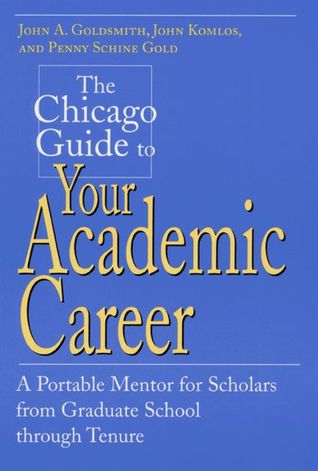 John A. Goldsmith, John Komlos,
and Penny Schine Gold
The
Chicago
Guide to
Your
Academic
Career
A Portable Mentor for Scholars
from Graduate School
through Tenure